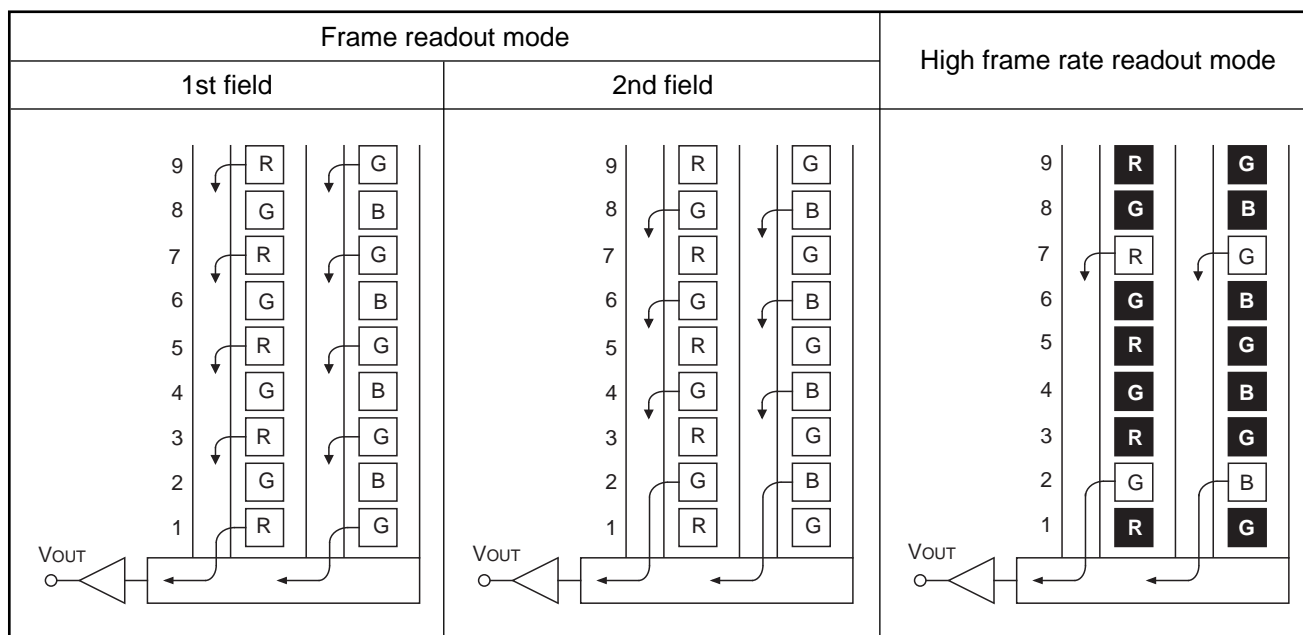 Frame readout mode
High frame rate readout mode
1st field
2nd field
9 R G
8 G B
7 R G
6 G B
5 R G
4 G B
3 R G
2 G B
1 R G
VOUT
9 R G
8 G B
7 R G
6 G B
5 R G
4 G B
3 R G
2 G B
1 R G
VOUT
9 R G
8 G B
7 R G
6 G B
5 R G
4 G B
3 R G
2 G B
1 R G
VOUT